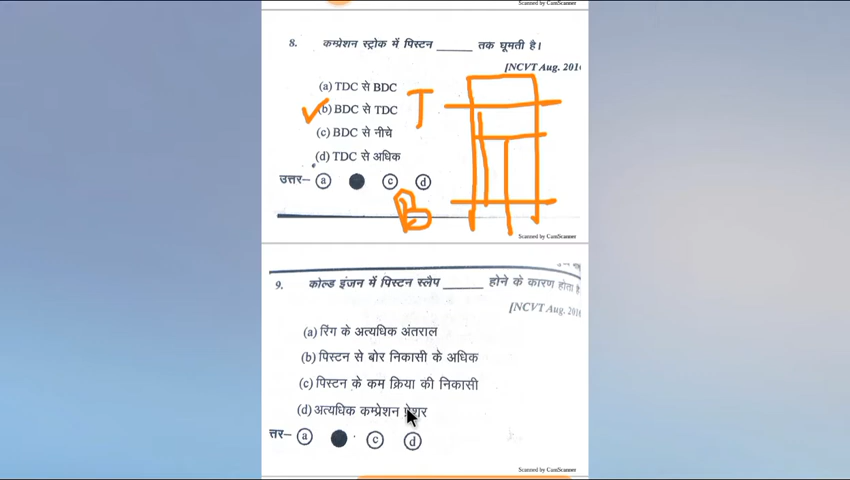 Scanned by CamScanner
8. कम्प्रेशन स्ट्रोक में पिस्टन ______ तक घूमती है।
[NCVT Aug. 201
(a) TDC से BDC
(b) BDC से TDC
(c) BDC से नीचे
(d) TDC से अधिक
उत्तर– a c d
T
B
Scanned by CamScanner
9. कोल्ड इंजन में पिस्टन स्लैप ______ होने के कारण होता है
[NCVT Aug. 201
(a) रिंग के अत्यधिक अंतराल
(b) पिस्टन से बोर निकासी के अधिक
(c) पिस्टन के कम क्रिया की निकासी
(d) अत्यधिक कम्प्रेशन प्रेशर
त्तर– a c d
Scanned by CamScanner